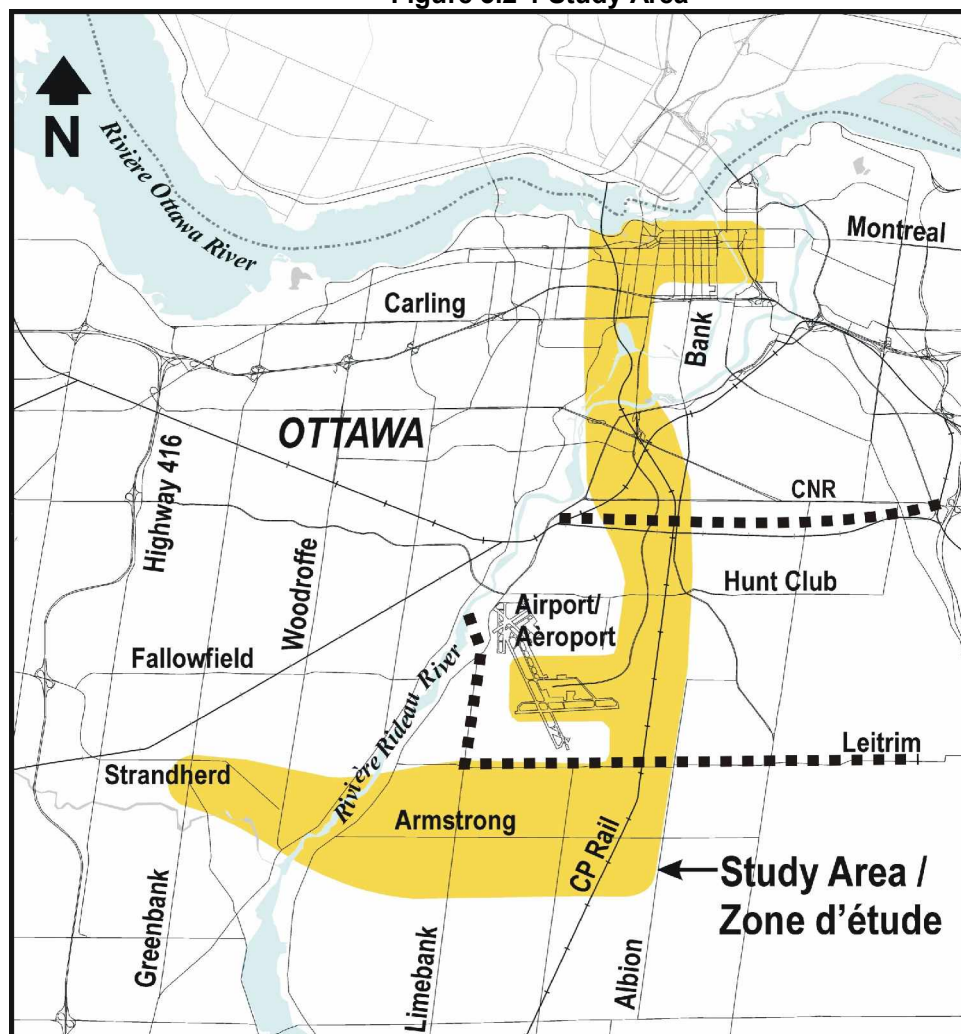 N
Rivière Ottawa River
Montreal
Carling
Bank
OTTAWA
Highway 416
CNR
Woodroffe
Hunt Club
Airport/
Aèroport
Fallowfield
Rivière Rideau River
Leitrim
Strandherd
Armstrong
CP Rail
Study Area /
Zone d'étude
Greenbank
Limebank
Albion